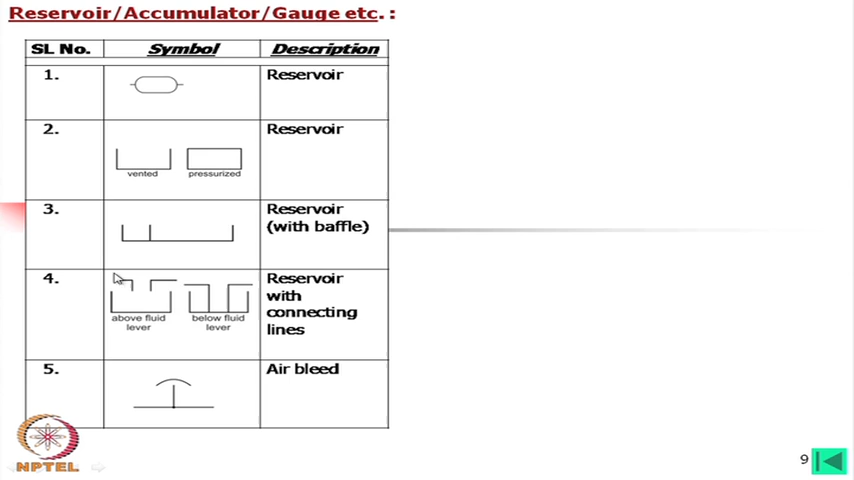 Reservoir/Accumulator/Gauge etc. :
SL No. Symbol Description
1. Reservoir
2. Reservoir
vented pressurized
3. Reservoir
(with baffle)
4. Reservoir
with
connecting
lines
above fluid
lever
below fluid
lever
5. Air bleed
NPTEL
9